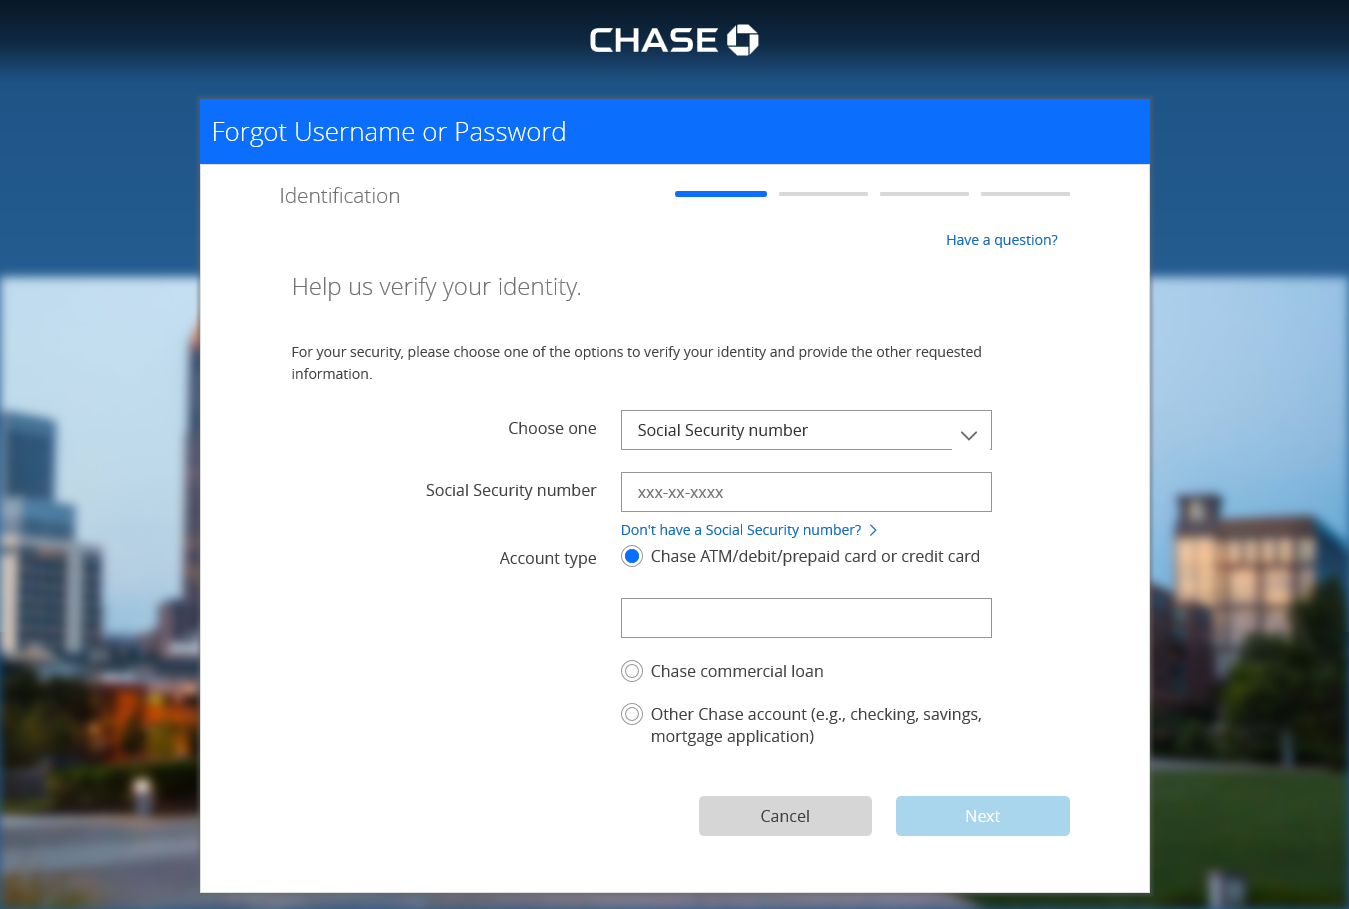 CHASE
Forgot Username or Password
Identification
Have a question?
Help us verify your identity.
For your security, please choose one of the options to verify your identity and provide the other requested
information.
Choose one
Social Security number
Social Security number
xxx-xx-xxxx
Don't have a Social Security number?
Account type
Chase ATM/debit/prepaid card or credit card
Chase commercial loan
Other Chase account (e.g., checking, savings,
mortgage application)
Cancel
Next